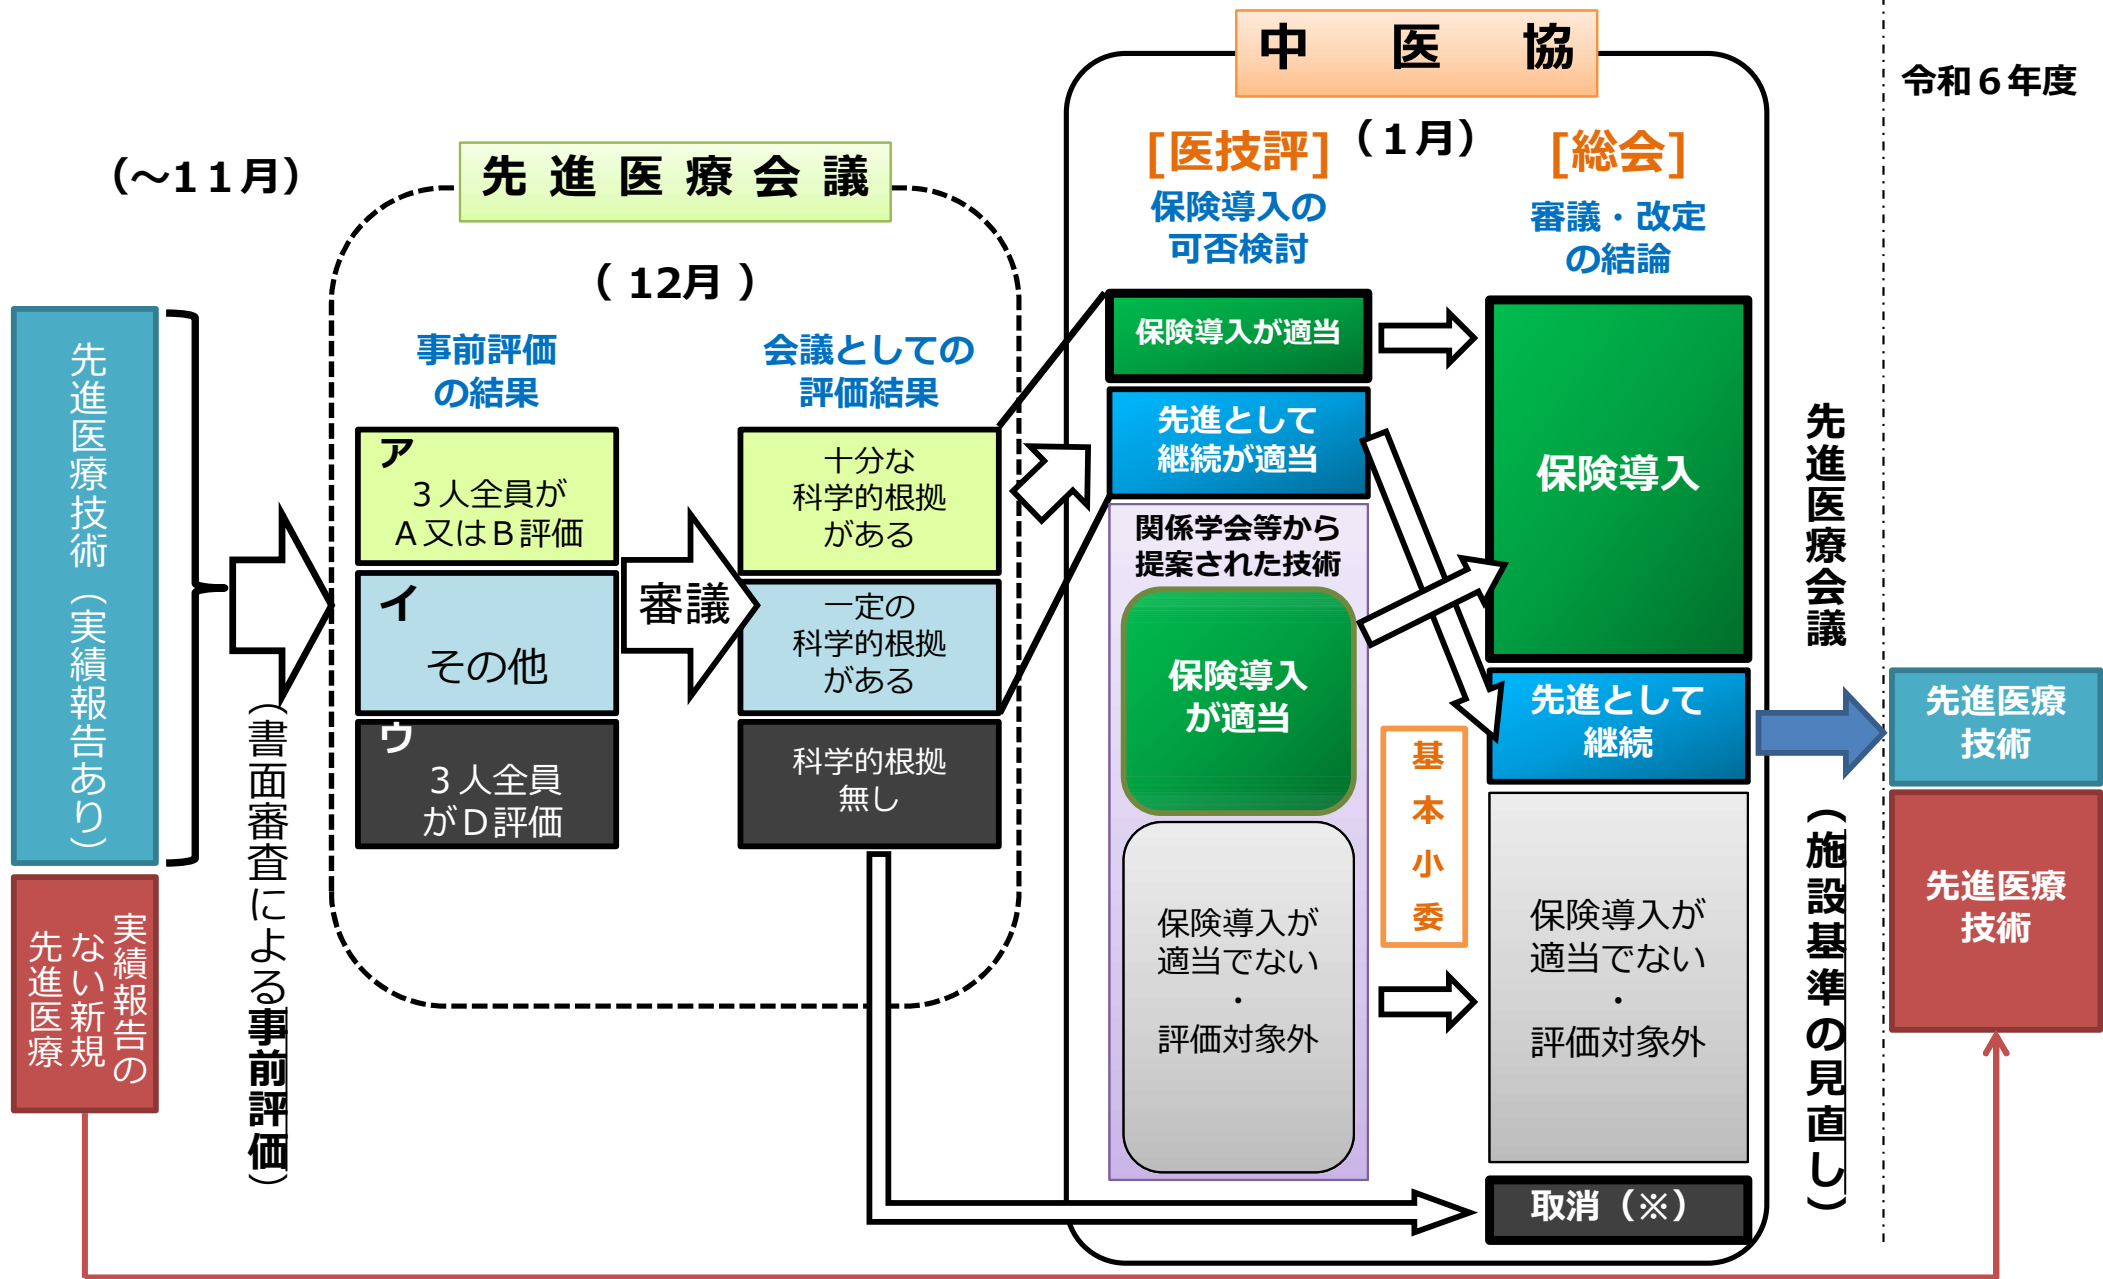 令和６年度
中医協
（～１１月）
先進医療会議
（１月）
[医技評]
保険導入の
可否検討
[総会]
審議・改定
の結論
（ 12月 ）
事前評価
の結果
会議としての
評価結果
先進医療技術（実績報告あり）
実績報告の
ない新規
先進医療
（書面審査による事前評価）
ア
３人全員が
Ａ又はＢ評価
イ
その他
ウ
３人全員
がＤ評価
審議
十分な
科学的根拠
がある
一定の
科学的根拠
がある
科学的根拠
無し
保険導入が適当
先進として
継続が適当
関係学会等から
提案された技術
保険導入
が適当
保険導入が
適当でない
・
評価対象外
基本小委
保険導入
先進として
継続
保険導入が
適当でない
・
評価対象外
取消（※）
先進医療会議
（施設基準の見直し）
先進医療
技術
先進医療
技術